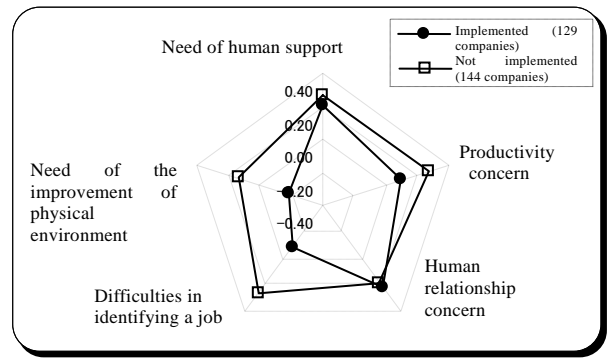 Implemented (129
companies)
Not implemented
(144 companies)
Need of human support
0.40
0.20
0.00
−0.20
−0.40
Productivity
concern
Need of the
improvement of
physical
environment
Human
relationship
concern
Difficulties in
identifying a job